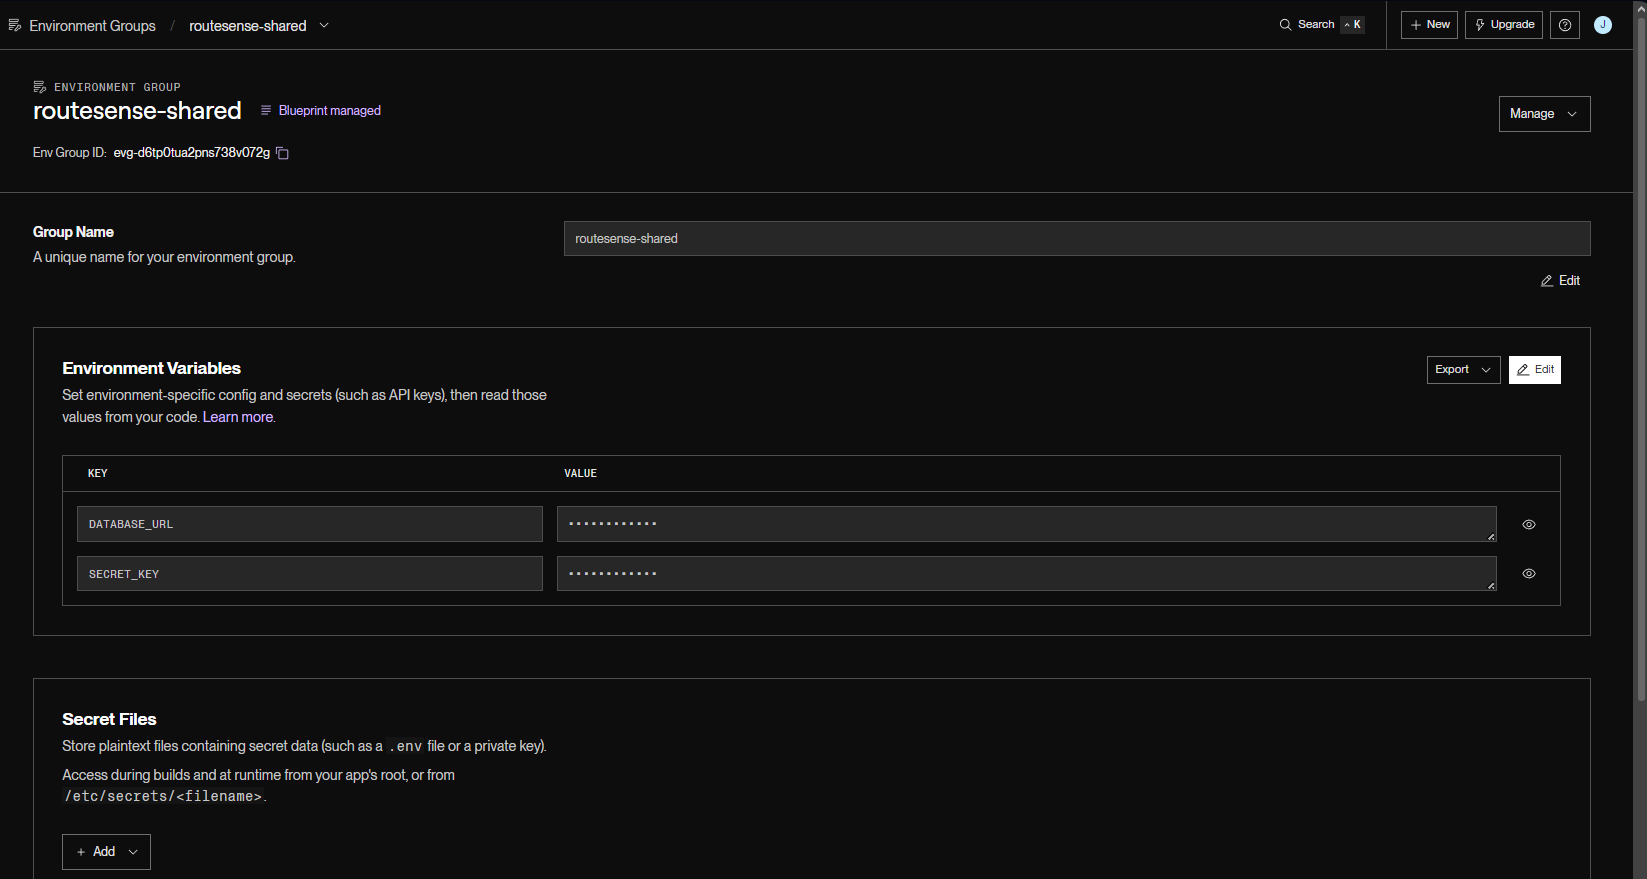 Environment Groups / routesense-shared
Search ^ K
+ New
Upgrade
J
ENVIRONMENT GROUP
routesense-shared
Blueprint managed
Manage
Env Group ID: evg-d6tp0tua2pns738v072g
Group Name
A unique name for your environment group.
routesense-shared
Edit
Environment Variables
Set environment-specific config and secrets (such as API keys), then read those
values from your code. Learn more.
Export
Edit
KEY VALUE
DATABASE_URL ••••••••••••
SECRET_KEY ••••••••••••
Secret Files
Store plaintext files containing secret data (such as a .env file or a private key).
Access during builds and at runtime from your app's root, or from
/etc/secrets/<filename>.
+ Add